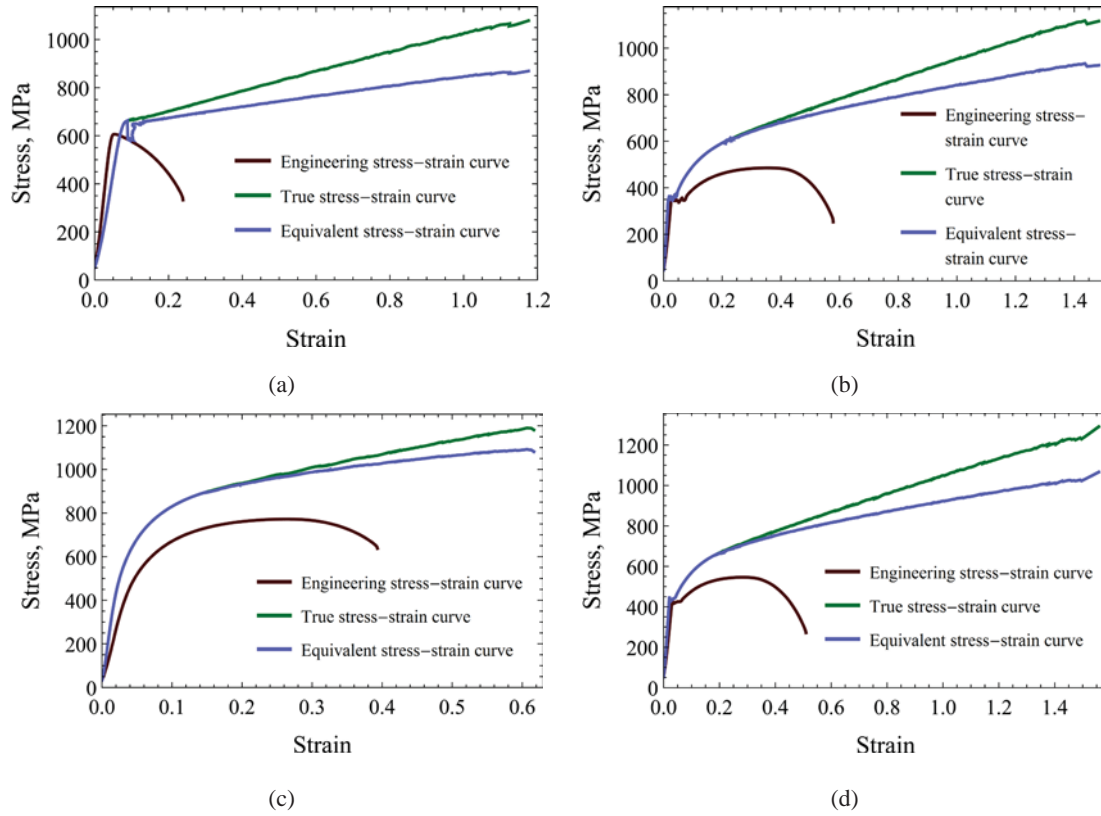 Stress, MPa
1000
800
600
400
200
0
Engineering stress−strain curve
True stress−strain curve
Equivalent stress−strain curve
0.0 0.2 0.4 0.6 0.8 1.0 1.2
Strain
(a)
Stress, MPa
1000
800
600
400
200
0
Engineering stress−
strain curve
True stress−strain
curve
Equivalent stress−
strain curve
0.0 0.2 0.4 0.6 0.8 1.0 1.2 1.4
Strain
(b)
Stress, MPa
1200
1000
800
600
400
200
0
Engineering stress−strain curve
True stress−strain curve
Equivalent stress−strain curve
0.0 0.1 0.2 0.3 0.4 0.5 0.6
Strain
(c)
Stress, MPa
1200
1000
800
600
400
200
0
Engineering stress−strain curve
True stress−strain curve
Equivalent stress−strain curve
0.0 0.2 0.4 0.6 0.8 1.0 1.2 1.4
Strain
(d)